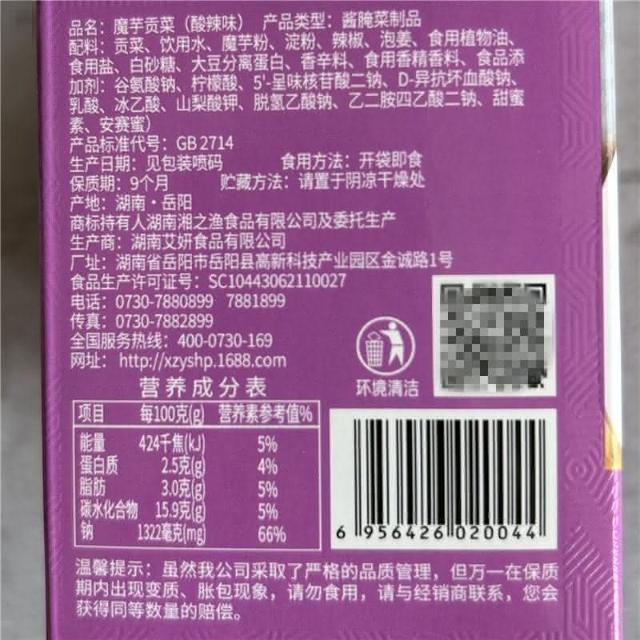 品名：魔芋贡菜（酸辣味） 产品类型：酱腌菜制品
配料：贡菜、饮用水、魔芋粉、淀粉、辣椒、泡姜、食用植物油、
食用盐、白砂糖、大豆分离蛋白、香辛料、食用香精香料、食品添
加剂：谷氨酸钠、柠檬酸、5'-呈味核苷酸二钠、D-异抗坏血酸钠、
乳酸、冰乙酸、山梨酸钾、脱氢乙酸钠、乙二胺四乙酸二钠、甜蜜
素、安赛蜜）
产品标准代号：GB 2714
生产日期：见包装喷码 食用方法：开袋即食
保质期：9个月 贮藏方法：请置于阴凉干燥处
产地：湖南·岳阳
商标持有人湖南湘之渔食品有限公司及委托生产
生产商：湖南艾妍食品有限公司
厂址：湖南省岳阳市岳阳县高新科技产业园区金诚路1号
食品生产许可证号：SC10443062110027
电话：0730-7880899 7881899
传真：0730-7882899
全国服务热线：400-0730-169
网址：http://xzyshp.1688.com
环境清洁
营养成分表
项目 每100克(g) 营养素参考值%
能量 424千焦(kJ) 5%
蛋白质 2.5克(g) 4%
脂肪 3.0克(g) 5%
碳水化合物 15.9克(g) 5%
钠 1322毫克(mg) 66%
6 956426 020044
温馨提示：虽然我公司采取了严格的品质管理，但万一在保质
期内出现变质、胀包现象，请勿食用，请与经销商联系，您会
获得同等数量的赔偿。